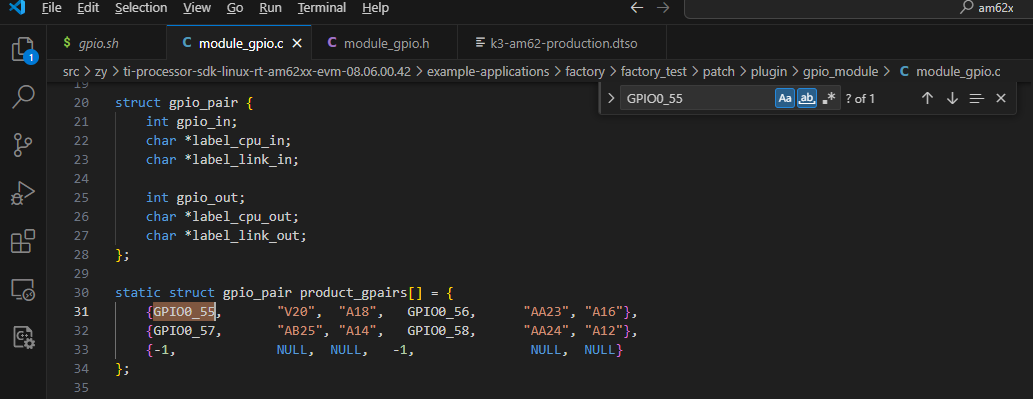 File Edit Selection View Go Run Terminal Help am62x
gpio.sh C module_gpio.c C module_gpio.h k3-am62-production.dtso
src > zy > ti-processor-sdk-linux-rt-am62xx-evm-08.06.00.42 > example-applications > factory > factory_test > patch > plugin > gpio_module > C module_gpio.c
GPIO0_55 Aa ab .* ? of 1
1
19
20 struct gpio_pair {
21 int gpio_in;
22 char *label_cpu_in;
23 char *label_link_in;
24
25 int gpio_out;
26 char *label_cpu_out;
27 char *label_link_out;
28 };
29
30 static struct gpio_pair product_gpairs[] = {
31 {GPIO0_55, "V20", "A18", GPIO0_56, "AA23", "A16"},
32 {GPIO0_57, "AB25", "A14", GPIO0_58, "AA24", "A12"},
33 {-1, NULL, NULL, -1, NULL, NULL}
34 };
35